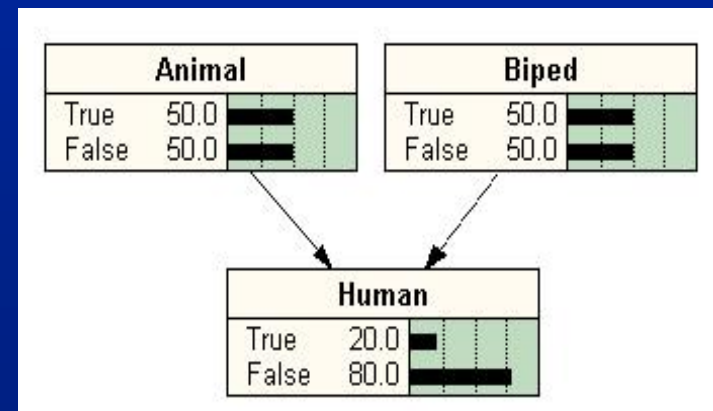 Animal
True 50.0
False 50.0
Biped
True 50.0
False 50.0
Human
True 20.0
False 80.0